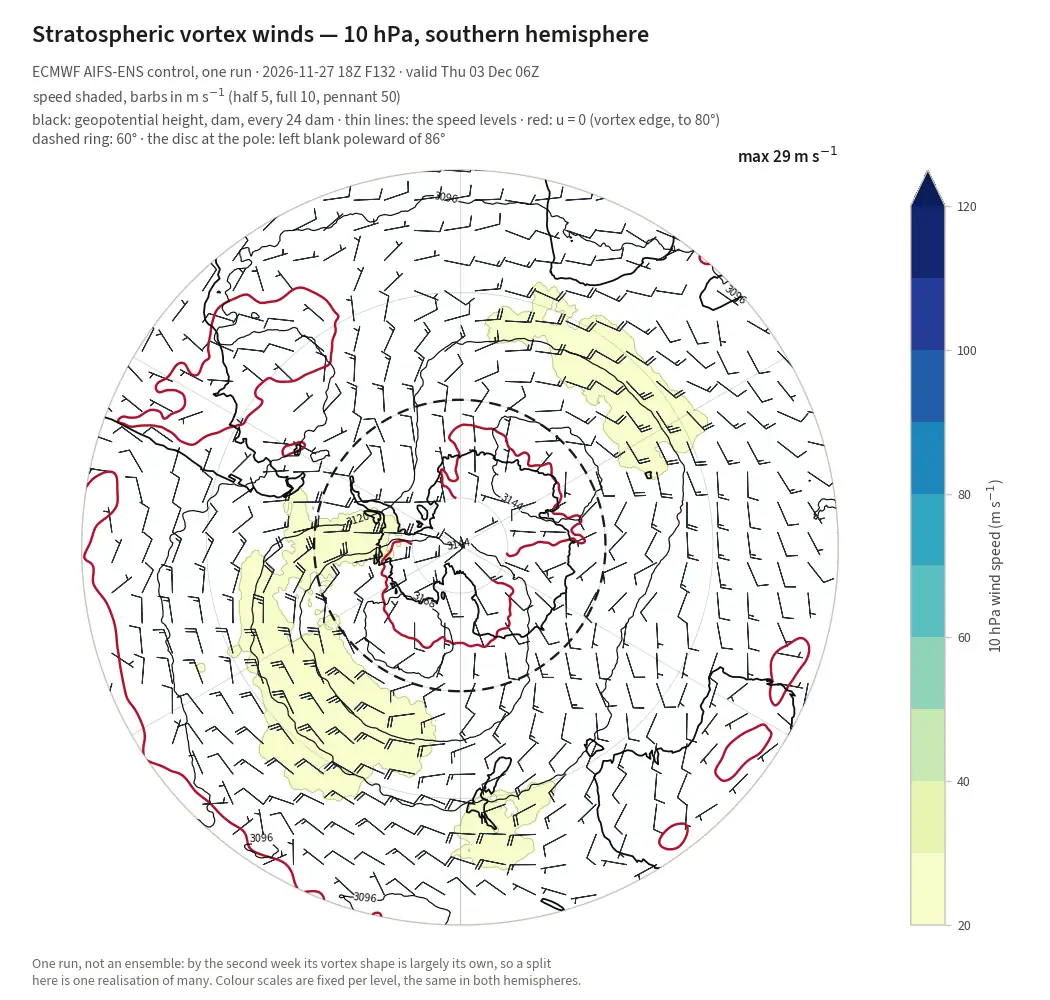 Stratospheric vortex winds — 10 hPa, southern hemisphere
ECMWF AIFS-ENS control, one run · 2026-11-27 18Z F132 · valid Thu 03 Dec 06Z
speed shaded, barbs in m s−1 (half 5, full 10, pennant 50)
black: geopotential height, dam, every 24 dam · thin lines: the speed levels · red: u = 0 (vortex edge, to 80°)
dashed ring: 60° · the disc at the pole: left blank poleward of 86°
max 29 m s−1
3096
3096
3144
3120
3144
3168
3096
3096
120
100
80
60
40
20
10 hPa wind speed (m s−1)
One run, not an ensemble: by the second week its vortex shape is largely its own, so a split
here is one realisation of many. Colour scales are fixed per level, the same in both hemispheres.